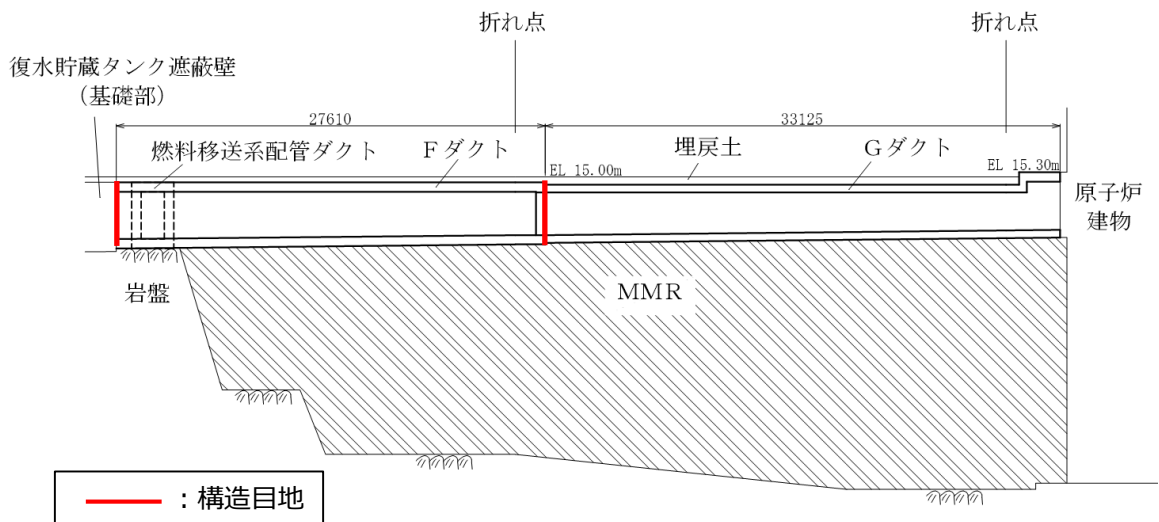 折れ点
折れ点
復水貯蔵タンク遮蔽壁
（基礎部）
27610
33125
燃料移送系配管ダクト
Ｆダクト
埋戻土
Ｇダクト
EL 15.00m
EL 15.30m
原子炉
建物
岩盤
ＭＭＲ
：構造目地